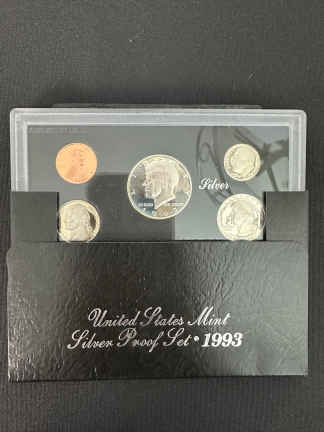 Silver
United States Mint
Silver Proof Set • 1993